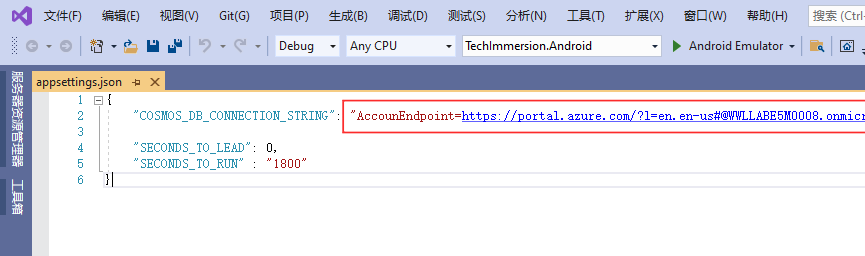 文件(F) 编辑(E) 视图(V) Git(G) 项目(P) 生成(B) 调试(D) 测试(S) 分析(N) 工具(T) 扩展(X) 窗口(W) 帮助(H) 搜索 (Ctrl-
Debug Any CPU TechImmersion.Android Android Emulator
服务器资源管理器
工具箱
appsettings.json
1 {
2 "COSMOS_DB_CONNECTION_STRING": "AccounEndpoint=https://portal.azure.com/?l=en.en-us#@WWLLABE5M0008.onmicr
3
4 "SECONDS_TO_LEAD": 0,
5 "SECONDS_TO_RUN" : "1800"
6 }